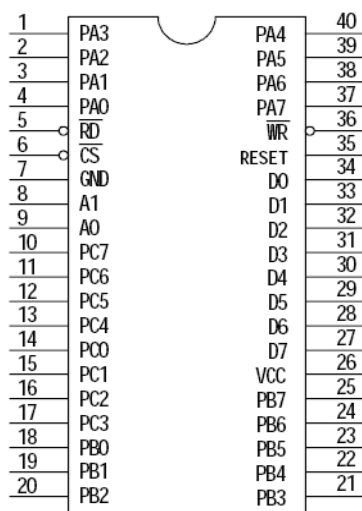 1 PA3 PA4 40
2 PA2 PA5 39
3 PA1 PA6 38
4 PA0 PA7 37
5 RD WR 36
6 CS RESET 35
7 GND D0 34
8 A1 D1 33
9 A0 D2 32
10 PC7 D3 31
11 PC6 D4 30
12 PC5 D5 29
13 PC4 D6 28
14 PC0 D7 27
15 PC1 VCC 26
16 PC2 PB7 25
17 PC3 PB6 24
18 PB0 PB5 23
19 PB1 PB4 22
20 PB2 PB3 21